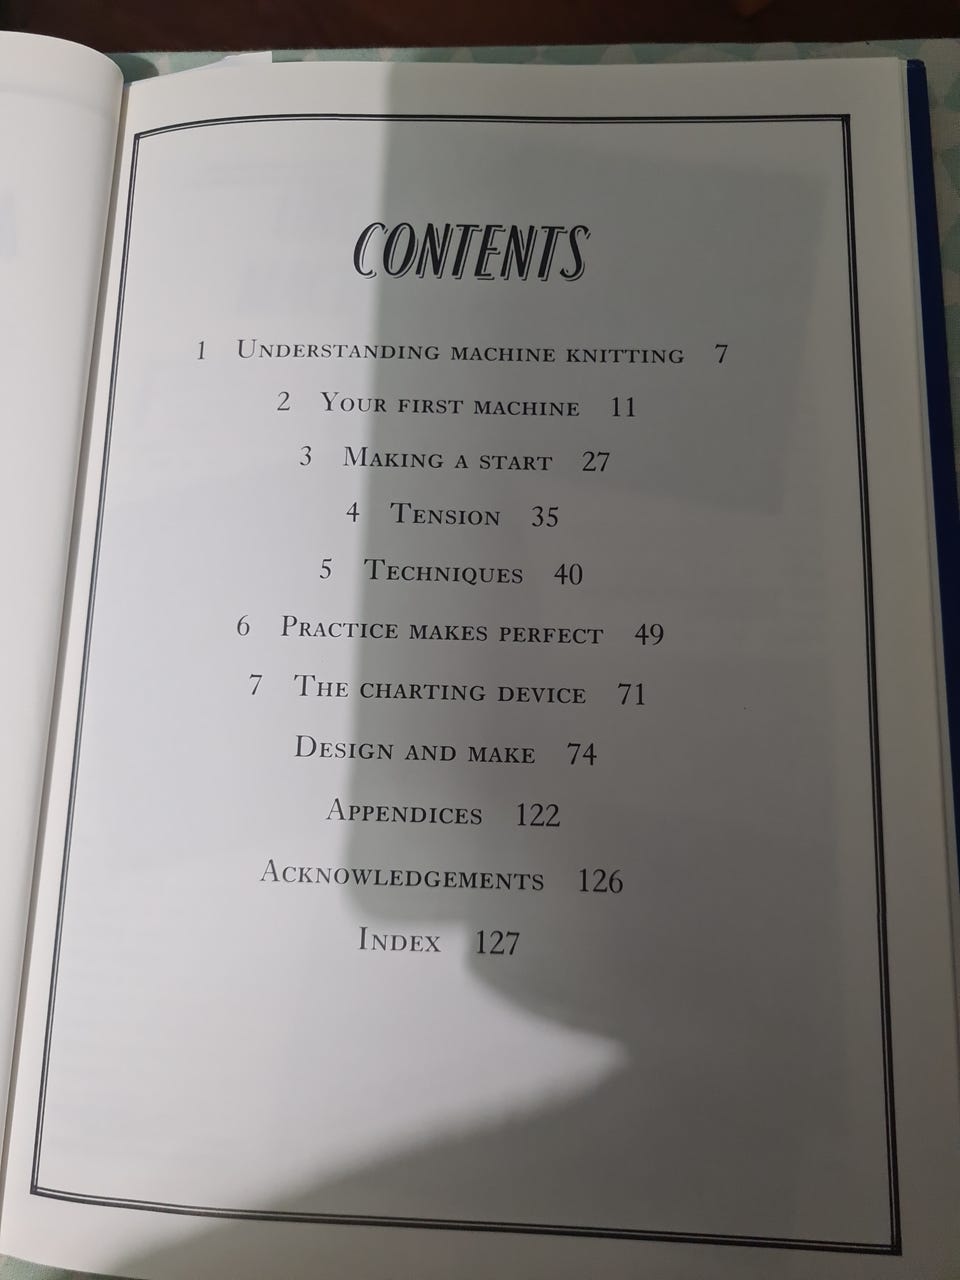 CONTENTS
1 Understanding machine knitting 7
2 Your first machine 11
3 Making a start 27
4 Tension 35
5 Techniques 40
6 Practice makes perfect 49
7 The charting device 71
Design and make 74
Appendices 122
Acknowledgements 126
Index 127